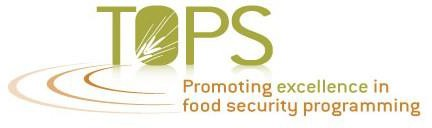 TOPS
Promoting excellence in
food security programming